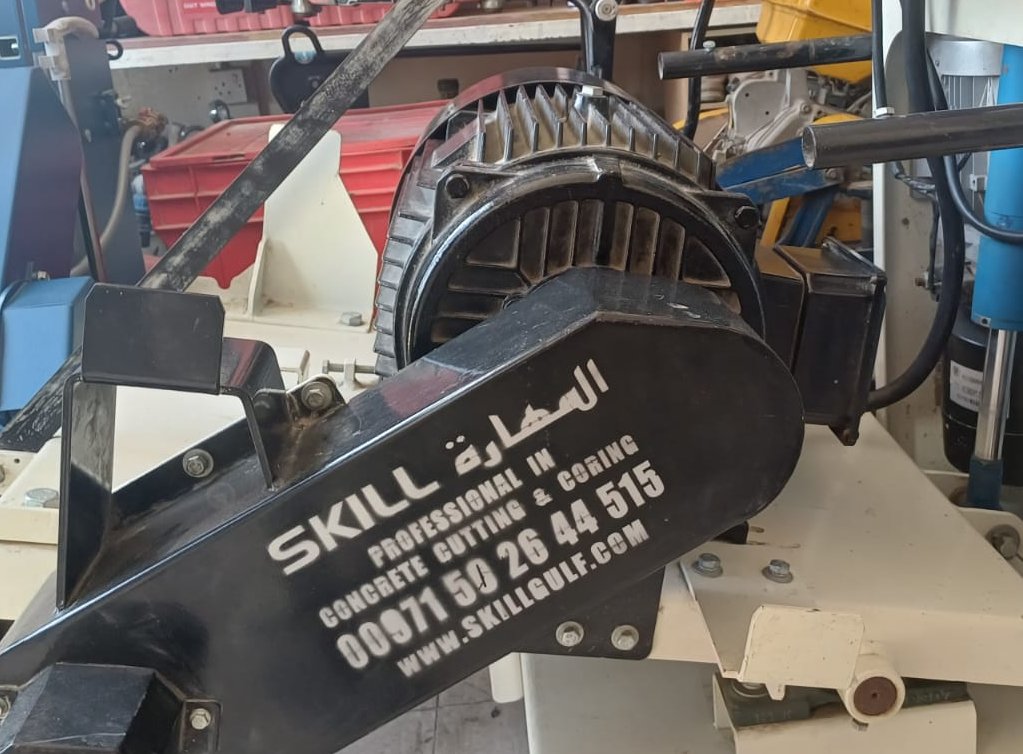 SKILL المهارة
PROFESSIONAL IN
CONCRETE CUTTING & CORING
00971 50 26 44 515
WWW.SKILLGULF.COM